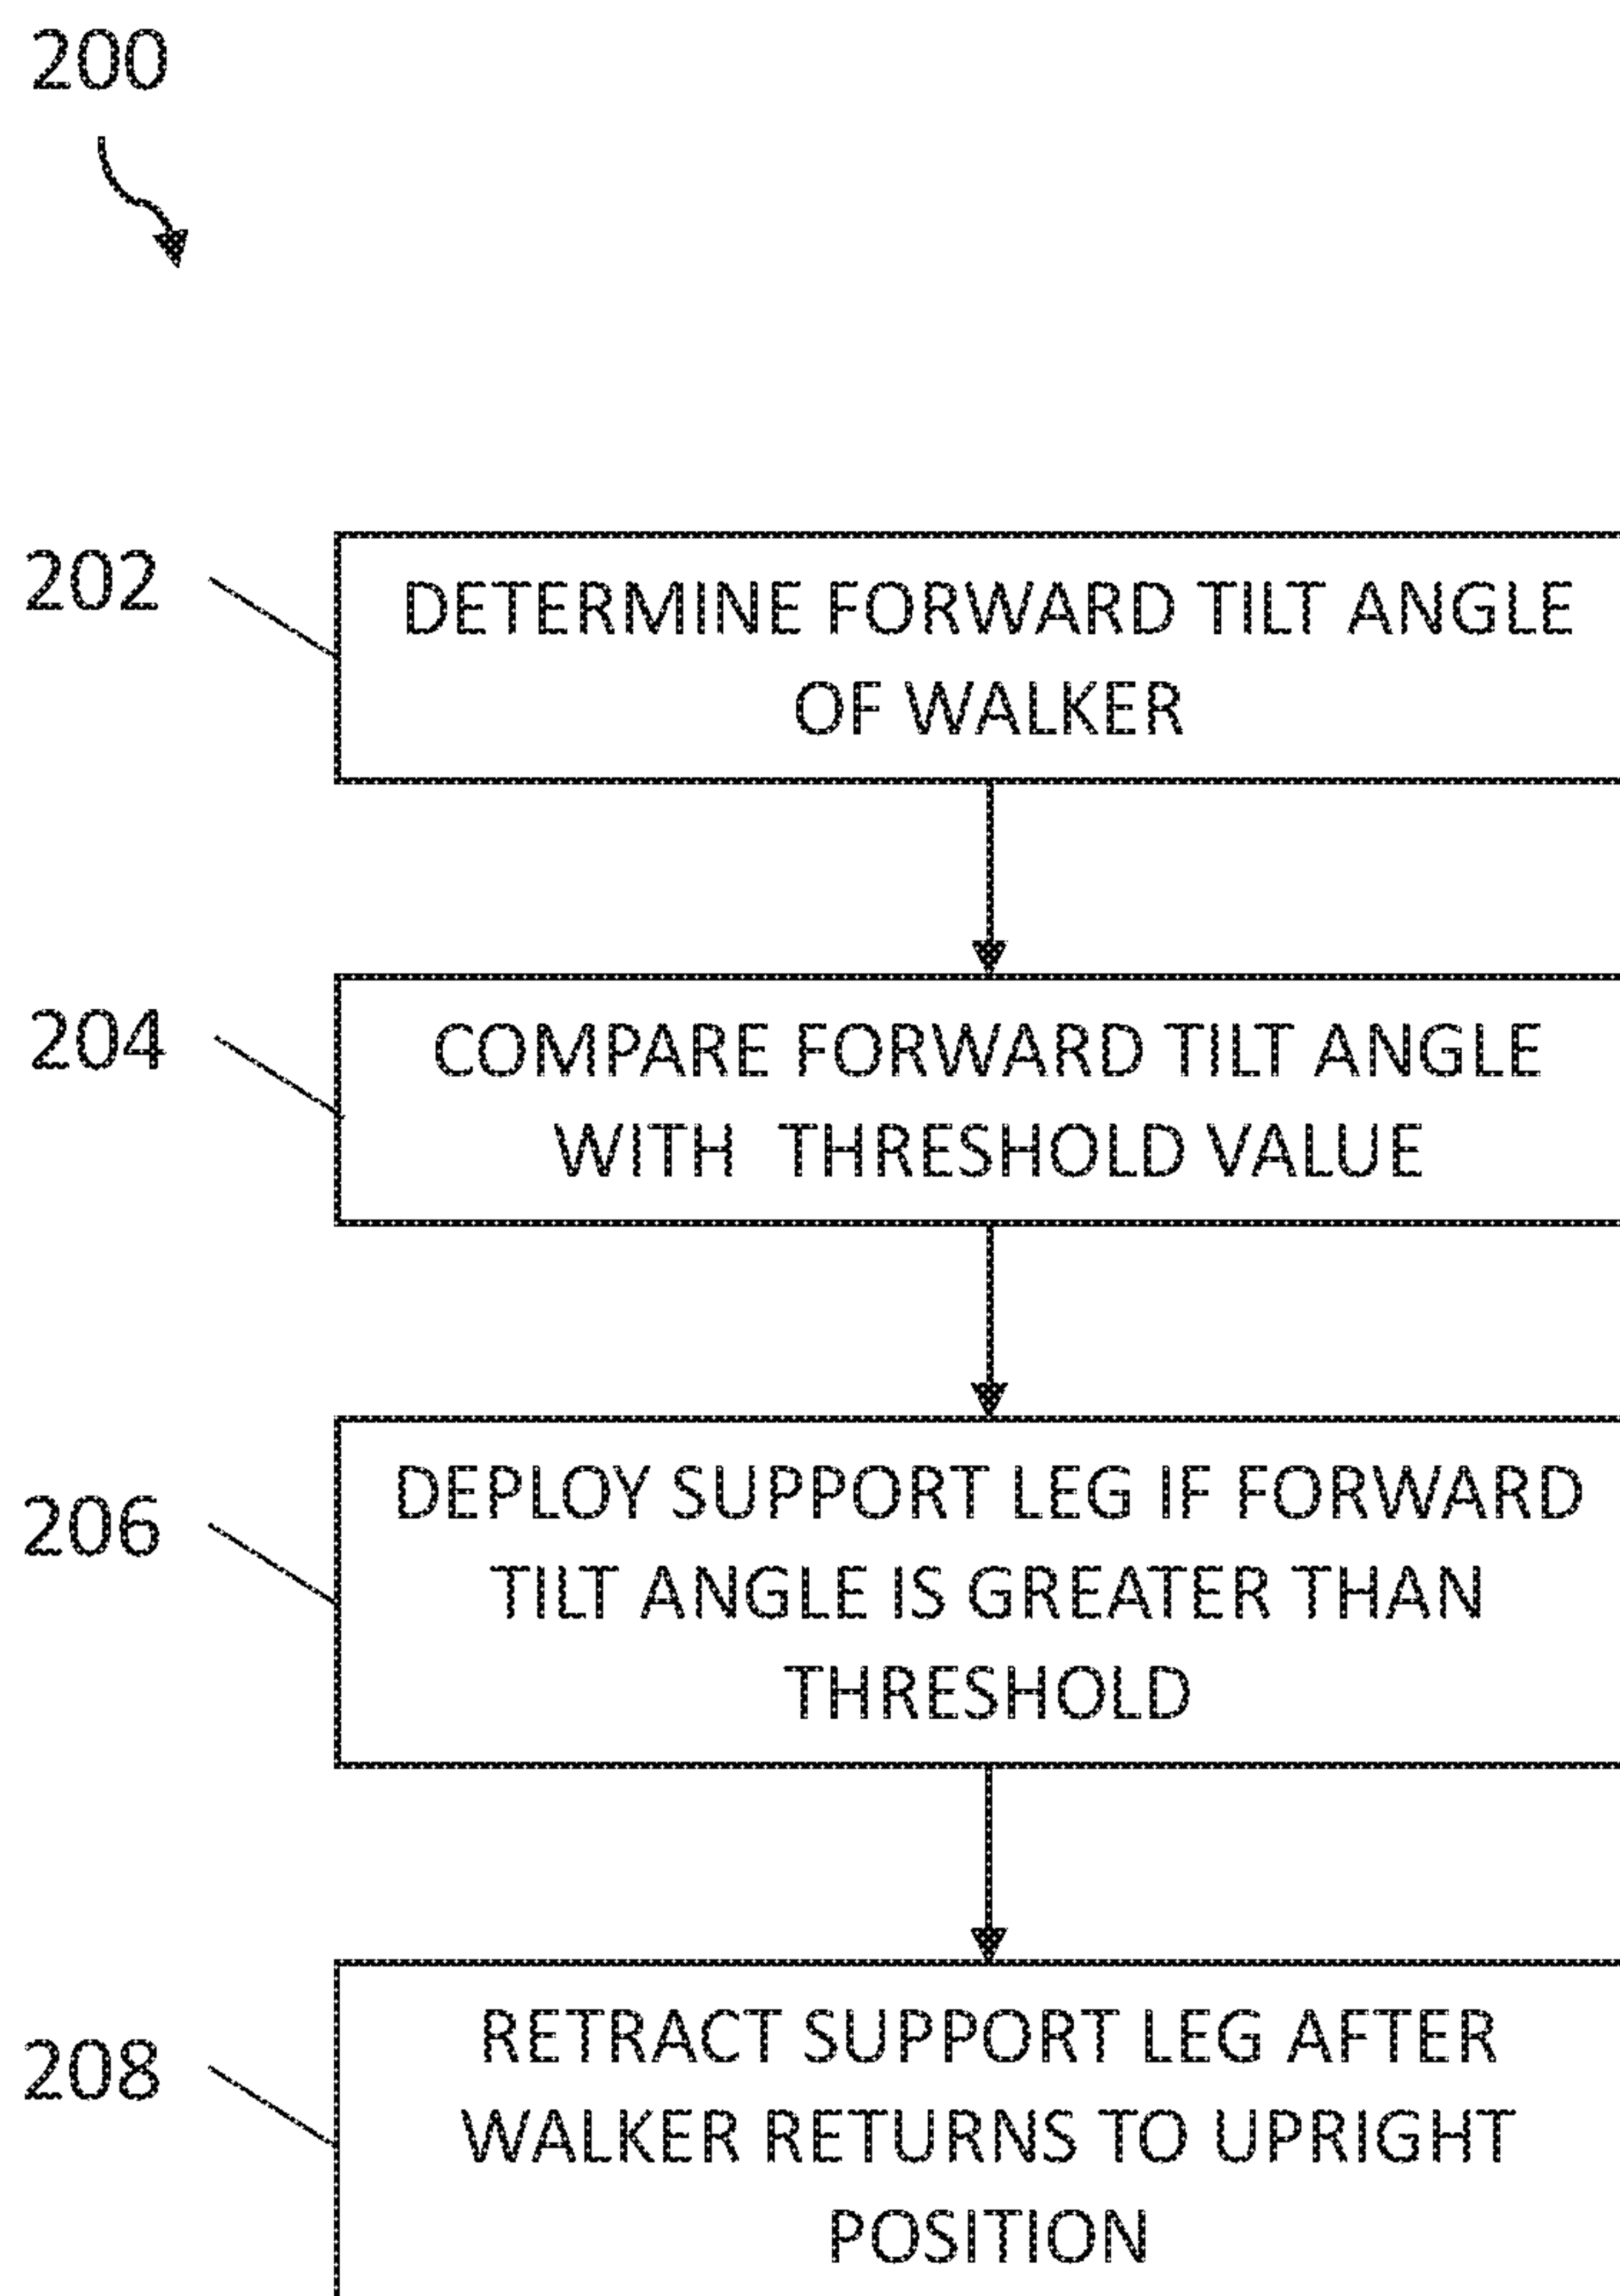 200
202
DETERMINE FORWARD TILT ANGLE
OF WALKER
204
COMPARE FORWARD TILT ANGLE
WITH THRESHOLD VALUE
206
DEPLOY SUPPORT LEG IF FORWARD
TILT ANGLE IS GREATER THAN
THRESHOLD
208
RETRACT SUPPORT LEG AFTER
WALKER RETURNS TO UPRIGHT
POSITION